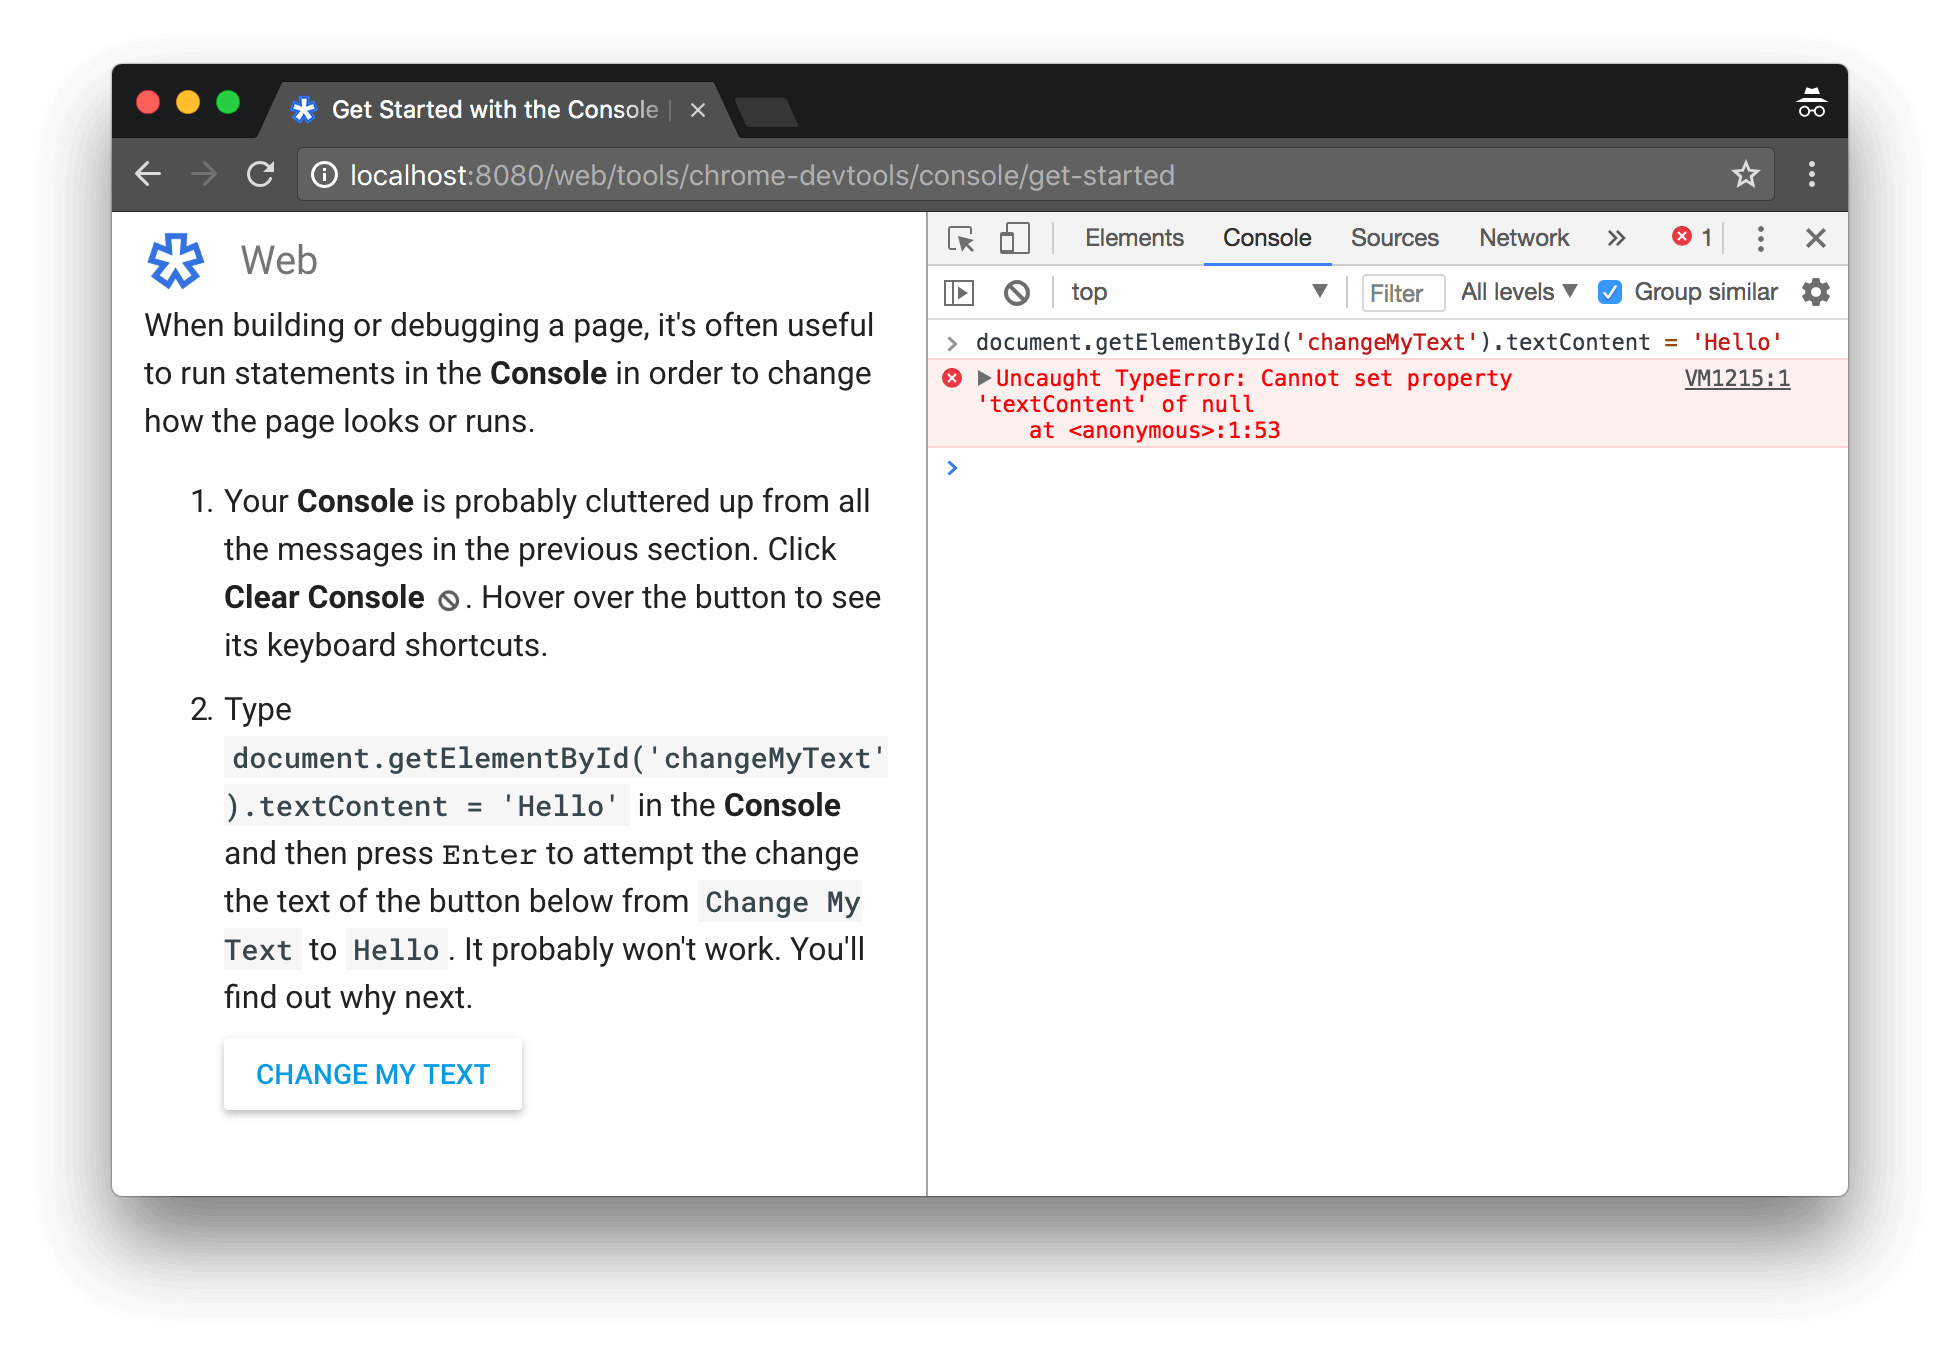 Get Started with the Console |
localhost:8080/web/tools/chrome-devtools/console/get-started
Web
When building or debugging a page, it's often useful
to run statements in the Console in order to change
how the page looks or runs.
1. Your Console is probably cluttered up from all
the messages in the previous section. Click
Clear Console . Hover over the button to see
its keyboard shortcuts.
2. Type
document.getElementById('changeMyText'
).textContent = 'Hello' in the Console
and then press Enter to attempt the change
the text of the button below from Change My
Text to Hello . It probably won't work. You'll
find out why next.
CHANGE MY TEXT
Elements Console Sources Network » 1
top Filter All levels Group similar
> document.getElementById('changeMyText').textContent = 'Hello'
Uncaught TypeError: Cannot set property VM1215:1
'textContent' of null
at <anonymous>:1:53
>